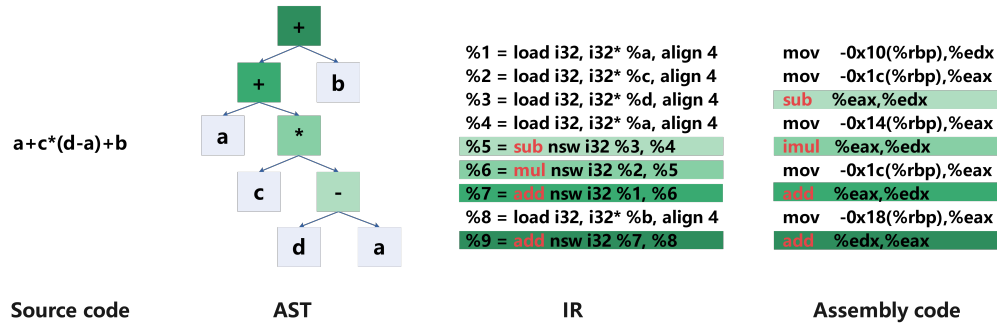 a+c*(d-a)+b
+
+
b
a
*
c
-
d
a
%1 = load i32, i32* %a, align 4
%2 = load i32, i32* %c, align 4
%3 = load i32, i32* %d, align 4
%4 = load i32, i32* %a, align 4
%5 = sub nsw i32 %3, %4
%6 = mul nsw i32 %2, %5
%7 = add nsw i32 %1, %6
%8 = load i32, i32* %b, align 4
%9 = add nsw i32 %7, %8
mov -0x10(%rbp),%edx
mov -0x1c(%rbp),%eax
sub %eax,%edx
mov -0x14(%rbp),%eax
imul %eax,%edx
mov -0x1c(%rbp),%eax
add %eax,%edx
mov -0x18(%rbp),%eax
add %edx,%eax
Source code
AST
IR
Assembly code